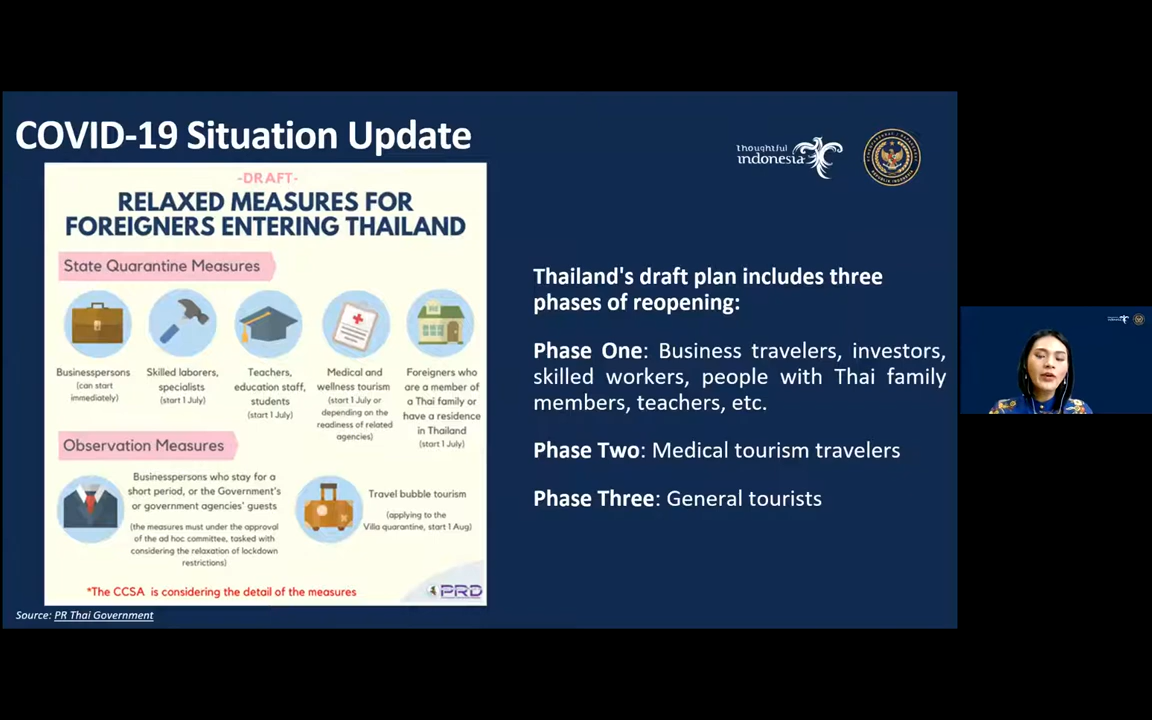 COVID-19 Situation Update
thoughtful
indonesia
-DRAFT-
RELAXED MEASURES FOR
FOREIGNERS ENTERING THAILAND
State Quarantine Measures
Businesspersons
(can start
immediately)
Skilled laborers,
specialists
(start 1 July)
Teachers,
education staff,
students
(start 1 July)
Medical and
wellness tourism
(start 1 July or
depending on the
readiness of related
agencies)
Foreigners who
are a member of
a Thai family or
have a residence
in Thailand
(start 1 July)
Observation Measures
Businesspersons who stay for a
short period, or the Government's
or government agencies' guests
(the measures must under the approval
of the ad hoc committee, tasked with
considering the relaxation of lockdown
restrictions)
Travel bubble tourism
(applying to the
Villa quarantine, start 1 Aug)
*The CCSA is considering the detail of the measures
PRD
Source: PR Thai Government
Thailand's draft plan includes three
phases of reopening:
Phase One: Business travelers, investors,
skilled workers, people with Thai family
members, teachers, etc.
Phase Two: Medical tourism travelers
Phase Three: General tourists